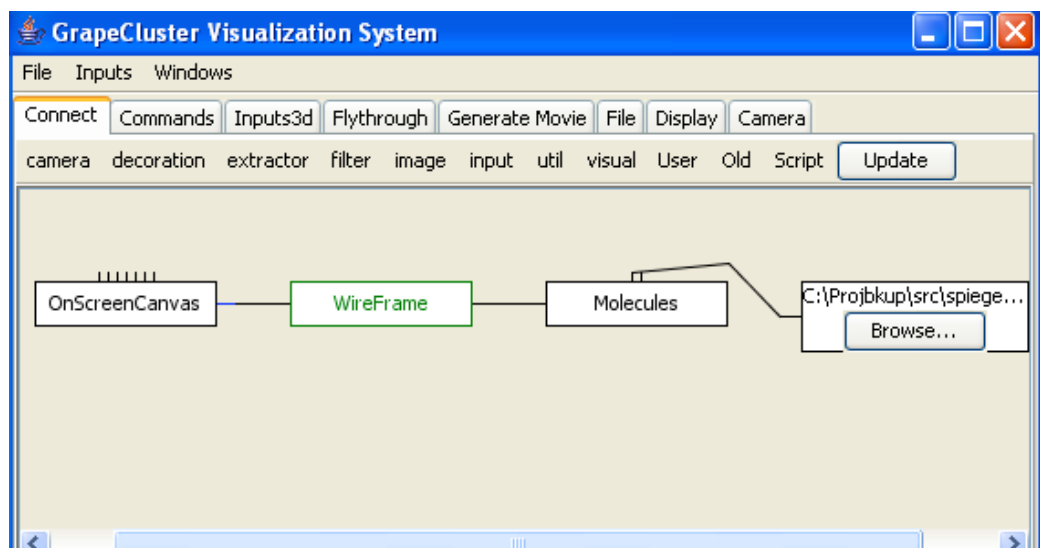 GrapeCluster Visualization System
File Inputs Windows
Connect Commands Inputs3d Flythrough Generate Movie File Display Camera
camera decoration extractor filter image input util visual User Old Script Update
OnScreenCanvas WireFrame Molecules C:\Projbkup\src\spiege...
Browse...